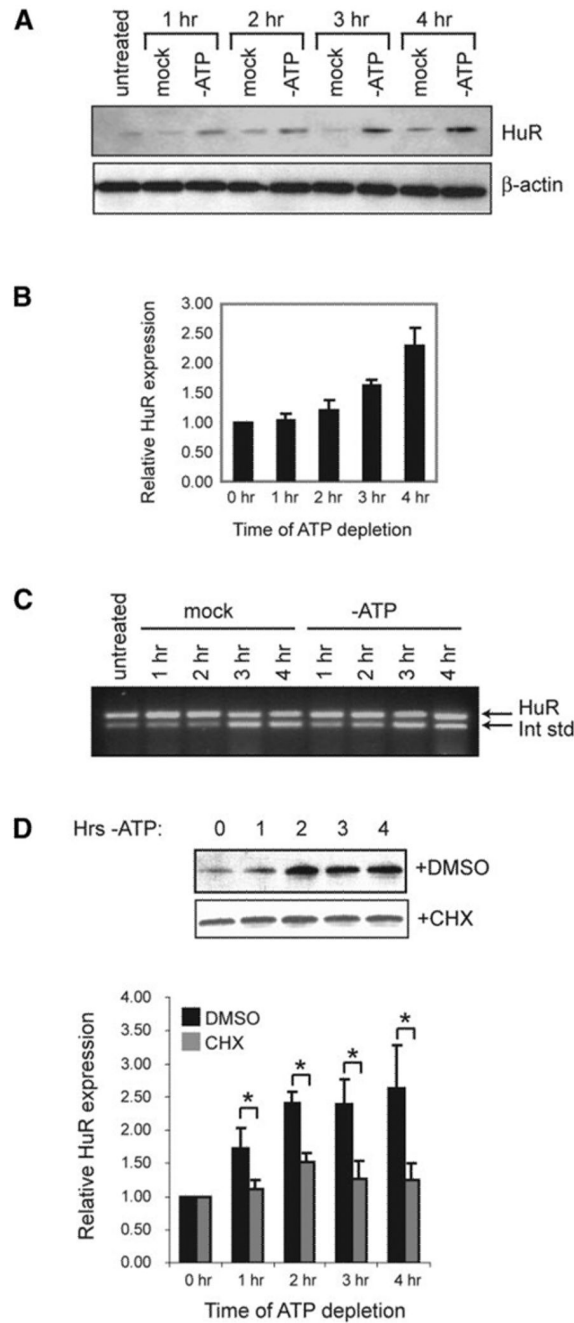 A
1 hr 2 hr 3 hr 4 hr
untreated mock -ATP mock -ATP mock -ATP mock -ATP
HuR
β-actin
B
Relative HuR expression
3.00
2.50
2.00
1.50
1.00
0.50
0.00
0 hr 1 hr 2 hr 3 hr 4 hr
Time of ATP depletion
C
mock -ATP
untreated 1 hr 2 hr 3 hr 4 hr 1 hr 2 hr 3 hr 4 hr
HuR
Int std
D
Hrs -ATP: 0 1 2 3 4
+DMSO
+CHX
Relative HuR expression
4.00
3.50
3.00
2.50
2.00
1.50
1.00
0.50
0.00
DMSO
CHX
* * * *
0 hr 1 hr 2 hr 3 hr 4 hr
Time of ATP depletion